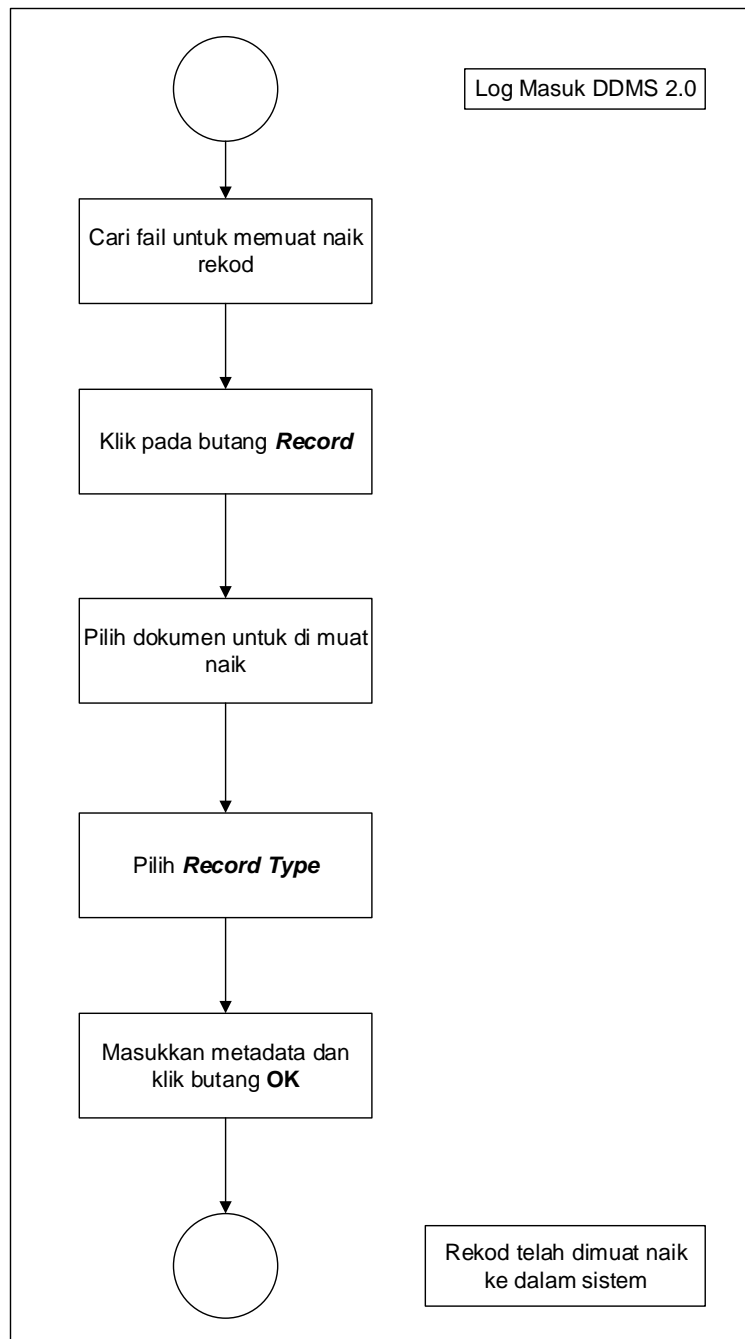 Log Masuk DDMS 2.0
Cari fail untuk memuat naik
rekod
Klik pada butang Record
Pilih dokumen untuk di muat
naik
Pilih Record Type
Masukkan metadata dan
klik butang OK
Rekod telah dimuat naik
ke dalam sistem